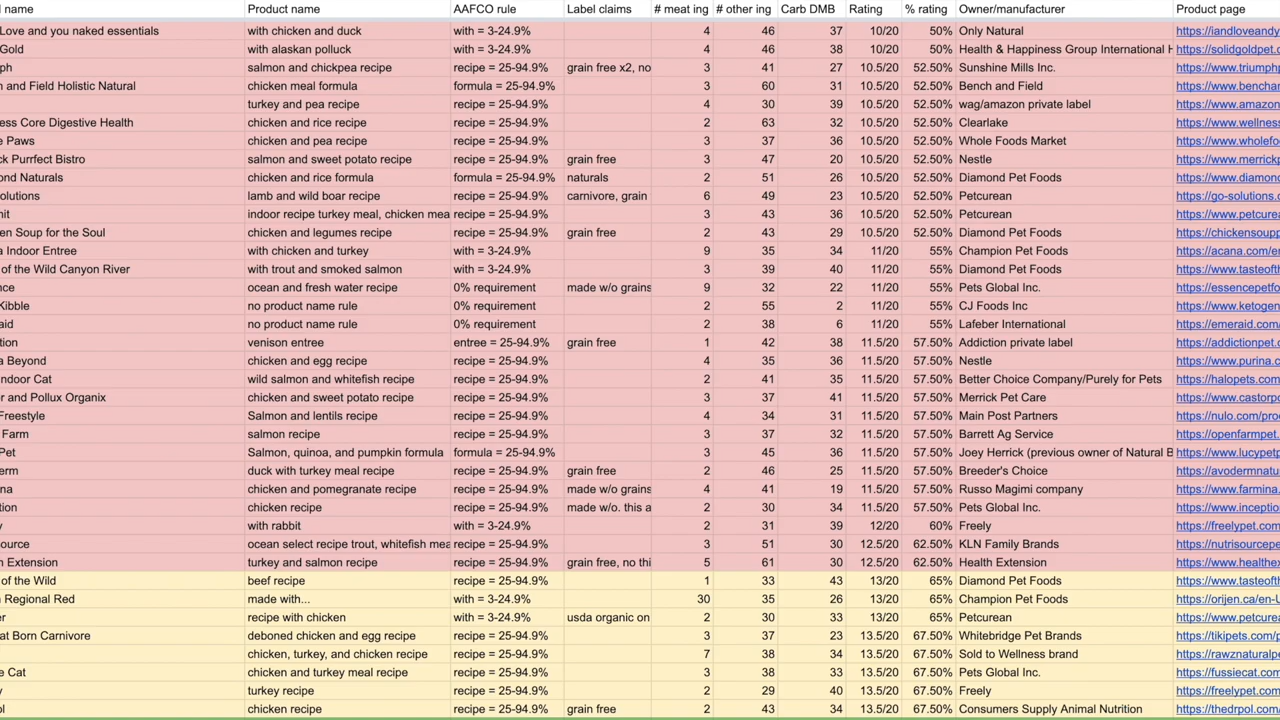 l name Product name AAFCO rule Label claims # meat ing # other ing Carb DMB Rating % rating Owner/manufacturer Product page
Love and you naked essentials with chicken and duck with = 3-24.9% 4 46 37 10/20 50% Only Natural https://iandloveandy
Gold with alaskan polluck with = 3-24.9% 4 46 38 10/20 50% Health & Happiness Group International H https://solidgoldpet.c
ph salmon and chickpea recipe recipe = 25-94.9% grain free x2, no 3 41 27 10.5/20 52.50% Sunshine Mills Inc. https://www.triumphp
n and Field Holistic Natural chicken meal formula formula = 25-94.9% 3 60 31 10.5/20 52.50% Bench and Field https://www.benchar
turkey and pea recipe recipe = 25-94.9% 4 30 39 10.5/20 52.50% wag/amazon private label https://www.amazon
ess Core Digestive Health chicken and rice recipe recipe = 25-94.9% 2 63 32 10.5/20 52.50% Clearlake https://www.wellness
e Paws chicken and pea recipe recipe = 25-94.9% 3 37 36 10.5/20 52.50% Whole Foods Market https://www.wholefo
ck Purrfect Bistro salmon and sweet potato recipe recipe = 25-94.9% grain free 3 47 20 10.5/20 52.50% Nestle https://www.merrickp
ond Naturals chicken and rice formula formula = 25-94.9% naturals 2 51 26 10.5/20 52.50% Diamond Pet Foods https://www.diamond
olutions lamb and wild boar recipe recipe = 25-94.9% carnivore, grain 6 49 23 10.5/20 52.50% Petcurean https://go-solutions.c
nit indoor recipe turkey meal, chicken mea recipe = 25-94.9% 3 43 36 10.5/20 52.50% Petcurean https://www.petcurea
en Soup for the Soul chicken and legumes recipe recipe = 25-94.9% grain free 2 43 29 10.5/20 52.50% Diamond Pet Foods https://chickensoupp
a Indoor Entree with chicken and turkey with = 3-24.9% 9 35 34 11/20 55% Champion Pet Foods https://acana.com/en
of the Wild Canyon River with trout and smoked salmon with = 3-24.9% 3 39 40 11/20 55% Diamond Pet Foods https://www.tasteofth
nce ocean and fresh water recipe 0% requirement made w/o grains 9 32 22 11/20 55% Pets Global Inc. https://essencepetfo
Kibble no product name rule 0% requirement 2 55 2 11/20 55% CJ Foods Inc https://www.ketogen
aid no product name rule 0% requirement 2 38 6 11/20 55% Lafeber International https://emeraid.com/
tion venison entree entree = 25-94.9% grain free 1 42 38 11.5/20 57.50% Addiction private label https://addictionpet.c
a Beyond chicken and egg recipe recipe = 25-94.9% 4 35 36 11.5/20 57.50% Nestle https://www.purina.c
ndoor Cat wild salmon and whitefish recipe recipe = 25-94.9% 2 41 35 11.5/20 57.50% Better Choice Company/Purely for Pets https://halopets.com
or and Pollux Organix chicken and sweet potato recipe recipe = 25-94.9% 3 37 41 11.5/20 57.50% Merrick Pet Care https://www.castorpo
Freestyle Salmon and lentils recipe recipe = 25-94.9% 4 34 31 11.5/20 57.50% Main Post Partners https://nulo.com/pro
Farm salmon recipe recipe = 25-94.9% 3 37 32 11.5/20 57.50% Barrett Ag Service https://openfarmpet.
Pet Salmon, quinoa, and pumpkin formula formula = 25-94.9% 3 45 36 11.5/20 57.50% Joey Herrick (previous owner of Natural B https://www.lucypetp
erm duck with turkey meal recipe recipe = 25-94.9% grain free 2 46 25 11.5/20 57.50% Breeder's Choice https://avodermnatu
na chicken and pomegranate recipe recipe = 25-94.9% made w/o grains 4 41 19 11.5/20 57.50% Russo Magimi company https://www.farmina.
tion chicken recipe recipe = 25-94.9% made w/o. this a 2 30 34 11.5/20 57.50% Pets Global Inc. https://www.inceptio
y with rabbit with = 3-24.9% 2 31 39 12/20 60% Freely https://freelypet.com
ource ocean select recipe trout, whitefish mea recipe = 25-94.9% 3 51 30 12.5/20 62.50% KLN Family Brands https://nutrisourcepe
n Extension turkey and salmon recipe recipe = 25-94.9% grain free, no thi 5 61 30 12.5/20 62.50% Health Extension https://www.healthex
of the Wild beef recipe recipe = 25-94.9% 1 33 43 13/20 65% Diamond Pet Foods https://www.tasteofth
n Regional Red made with... with = 3-24.9% 30 35 26 13/20 65% Champion Pet Foods https://orijen.ca/en-U
er recipe with chicken with = 3-24.9% usda organic on 2 30 33 13/20 65% Petcurean https://www.petcurea
at Born Carnivore deboned chicken and egg recipe recipe = 25-94.9% 3 37 23 13.5/20 67.50% Whitebridge Pet Brands https://tikipets.com/p
chicken, turkey, and chicken recipe recipe = 25-94.9% 7 38 34 13.5/20 67.50% Sold to Wellness brand https://rawznaturalpe
e Cat chicken and turkey meal recipe recipe = 25-94.9% 3 38 33 13.5/20 67.50% Pets Global Inc. https://fussiecat.com
y turkey recipe recipe = 25-94.9% 2 29 40 13.5/20 67.50% Freely https://freelypet.com
ol chicken recipe recipe = 25-94.9% grain free 2 43 34 13.5/20 67.50% Consumers Supply Animal Nutrition https://thedrpol.com/